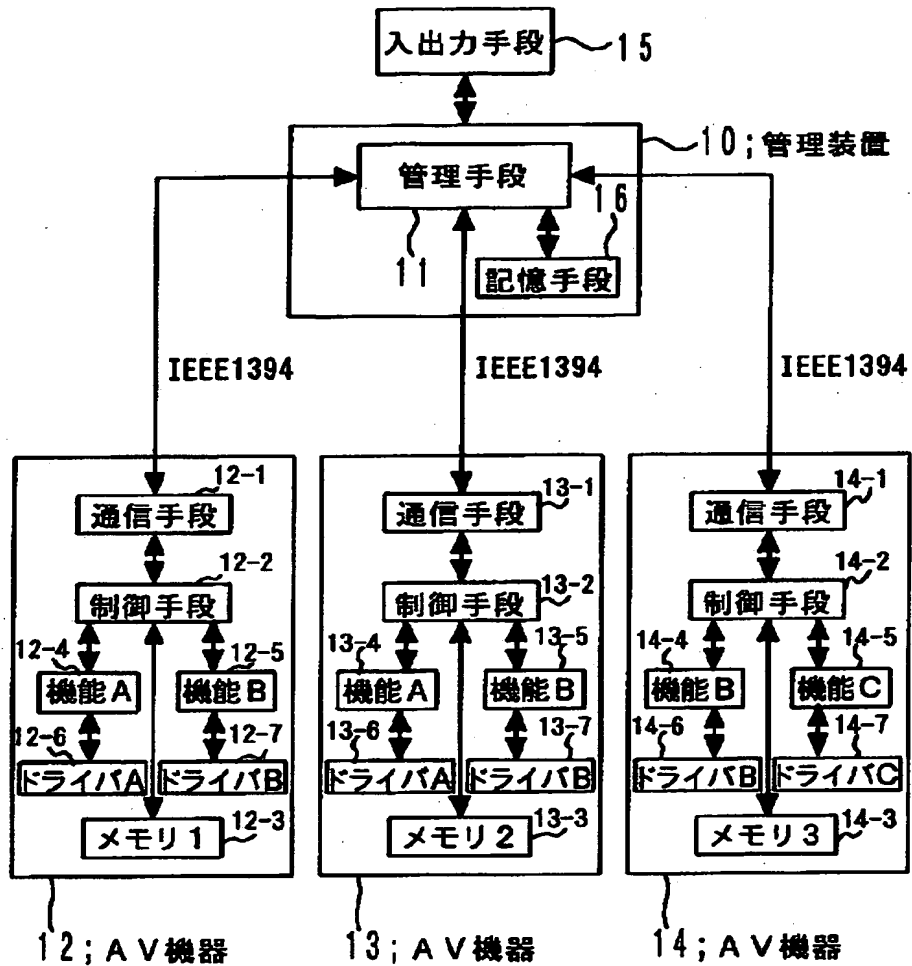 入出力手段
15
10;管理装置
管理手段
16
11
記憶手段
IEEE1394
IEEE1394
IEEE1394
12-1
通信手段
12-2
制御手段
12-4
機能A
12-5
機能B
12-6
ドライバA
12-7
ドライバB
メモリ1
12-3
12;AV機器
13-1
通信手段
制御手段
13-2
13-4
機能A
13-5
機能B
13-6
ドライバA
13-7
ドライバB
メモリ2
13-3
13;AV機器
14-1
通信手段
14-2
制御手段
14-4
機能B
14-5
機能C
14-6
ドライバB
14-7
ドライバC
メモリ3
14-3
14;AV機器